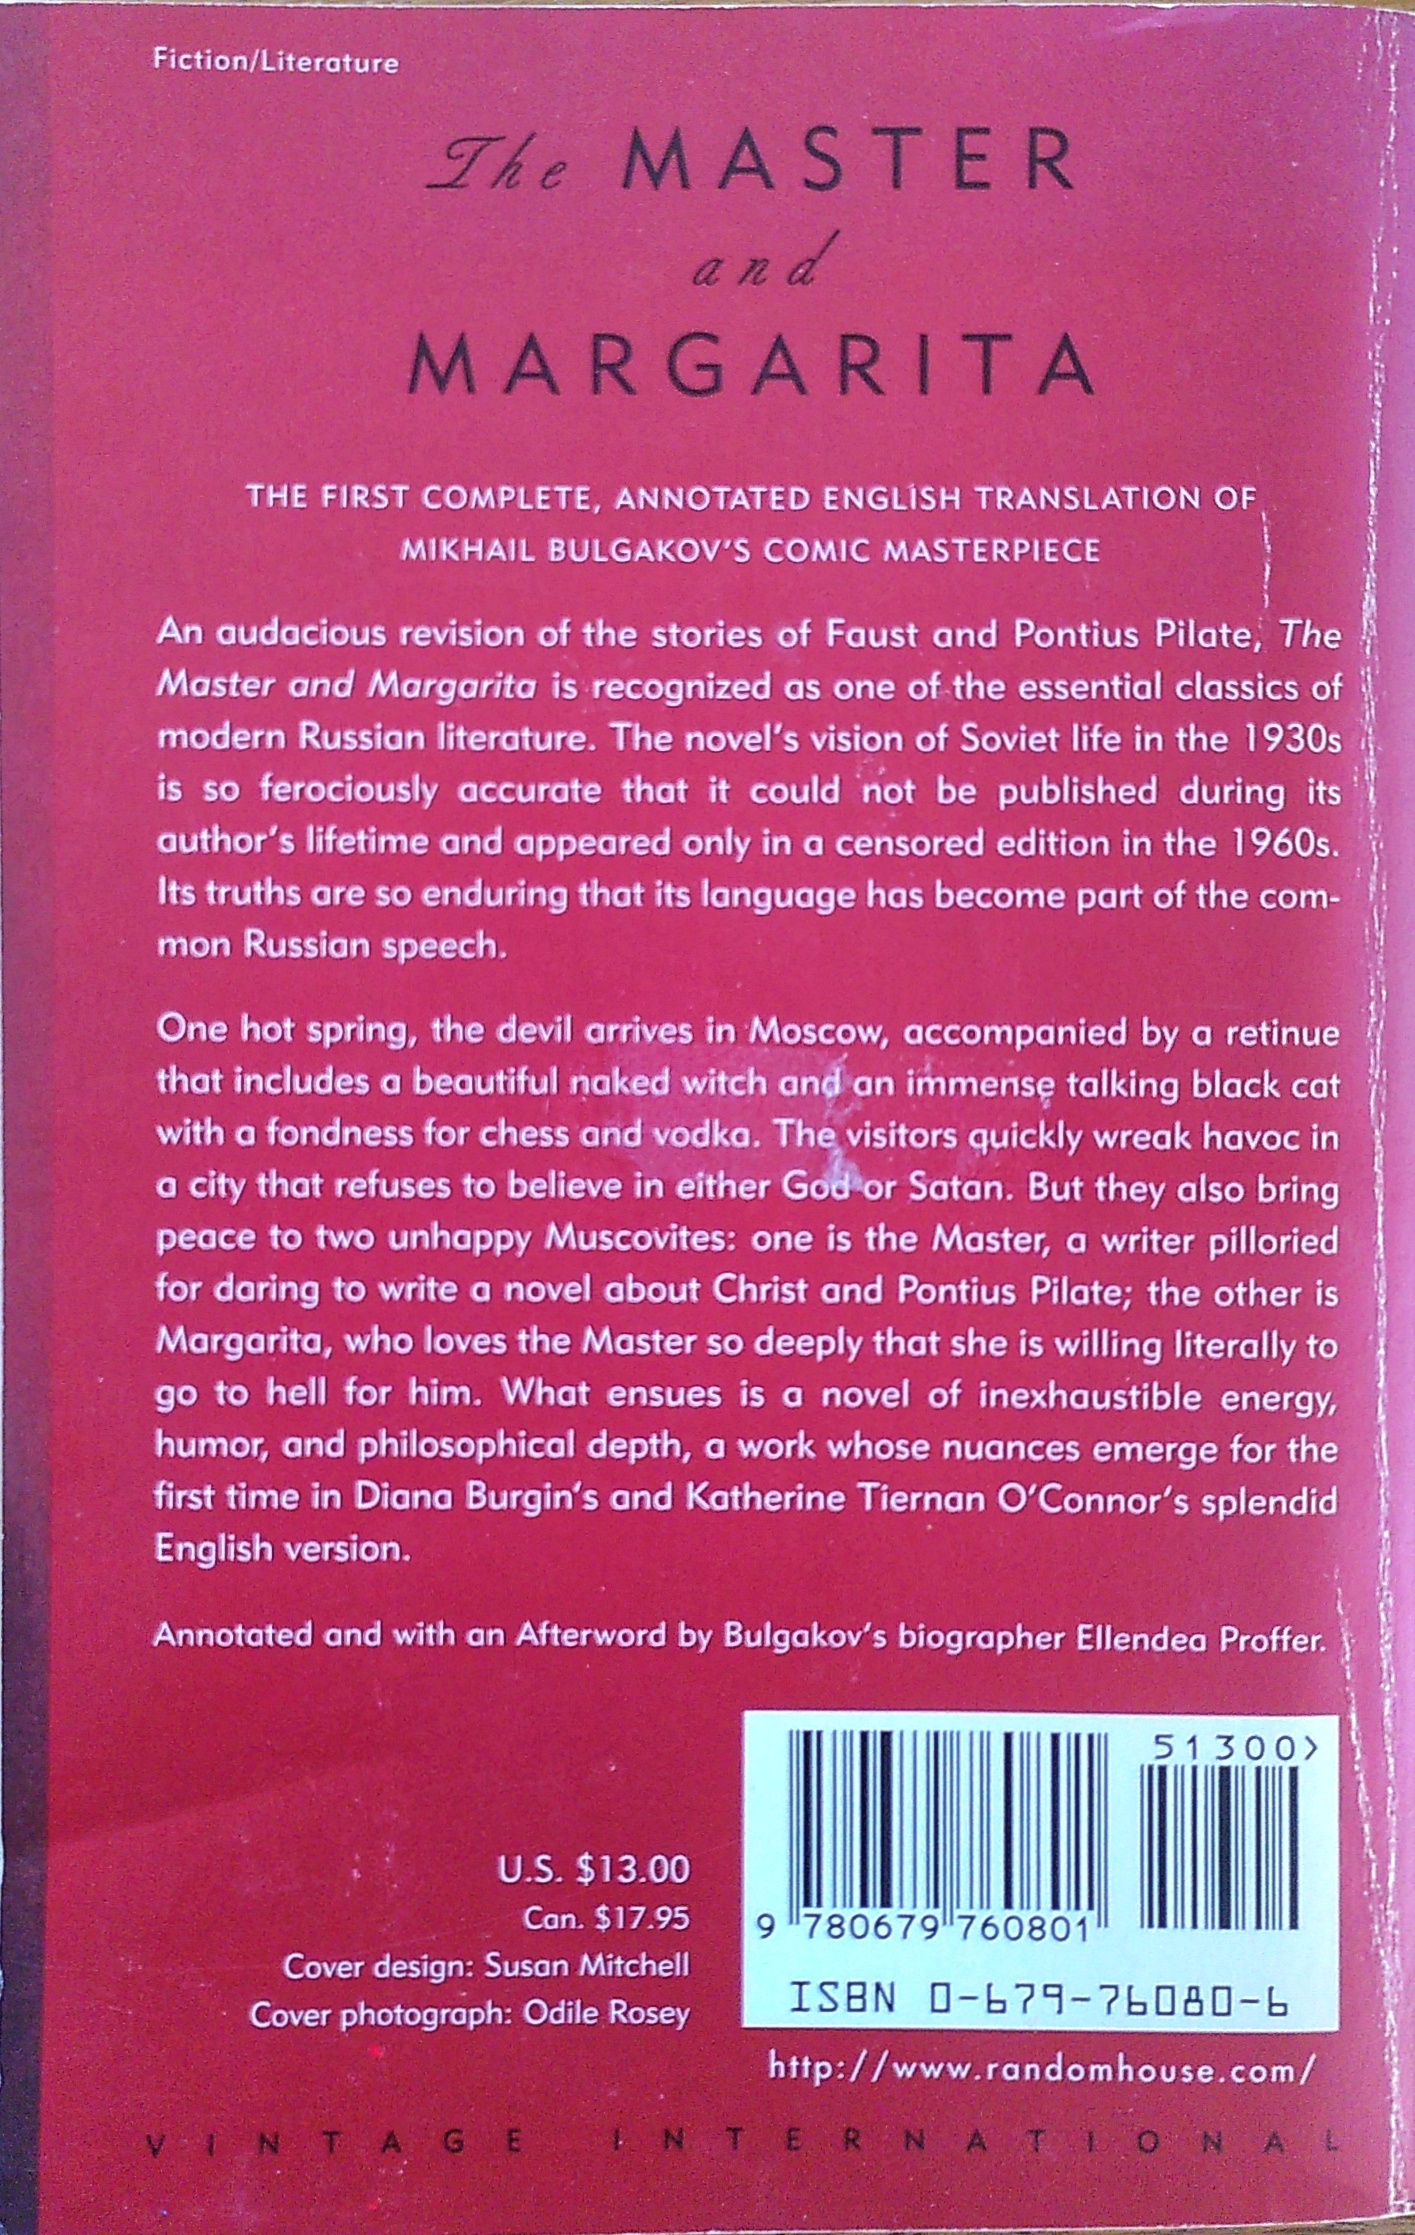 Fiction/Literature
The MASTER
and
MARGARITA
THE FIRST COMPLETE, ANNOTATED ENGLISH TRANSLATION OF
MIKHAIL BULGAKOV'S COMIC MASTERPIECE
An audacious revision of the stories of Faust and Pontius Pilate, The
Master and Margarita is recognized as one of the essential classics of
modern Russian literature. The novel's vision of Soviet life in the 1930s
is so ferociously accurate that it could not be published during its
author's lifetime and appeared only in a censored edition in the 1960s.
Its truths are so enduring that its language has become part of the com-
mon Russian speech.
One hot spring, the devil arrives in Moscow, accompanied by a retinue
that includes a beautiful naked witch and an immense talking black cat
with a fondness for chess and vodka. The visitors quickly wreak havoc in
a city that refuses to believe in either God or Satan. But they also bring
peace to two unhappy Muscovites: one is the Master, a writer pilloried
for daring to write a novel about Christ and Pontius Pilate; the other is
Margarita, who loves the Master so deeply that she is willing literally to
go to hell for him. What ensues is a novel of inexhaustible energy,
humor, and philosophical depth, a work whose nuances emerge for the
first time in Diana Burgin's and Katherine Tiernan O'Connor's splendid
English version.
Annotated and with an Afterword by Bulgakov's biographer Ellendea Proffer.
51300>
U.S. $13.00
Can. $17.95
Cover design: Susan Mitchell
Cover photograph: Odile Rosey
9 780679 760801
ISBN 0-679-76080-6
http://www.randomhouse.com/
VINTAGE INTERNATIONAL